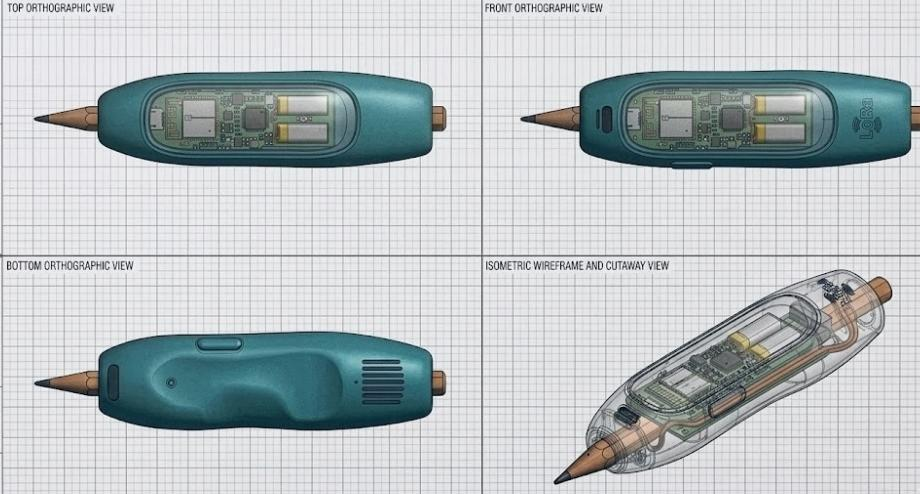 TOP ORTHOGRAPHIC VIEW
FRONT ORTHOGRAPHIC VIEW
LoRa
BOTTOM ORTHOGRAPHIC VIEW
ISOMETRIC WIREFRAME AND CUTAWAY VIEW